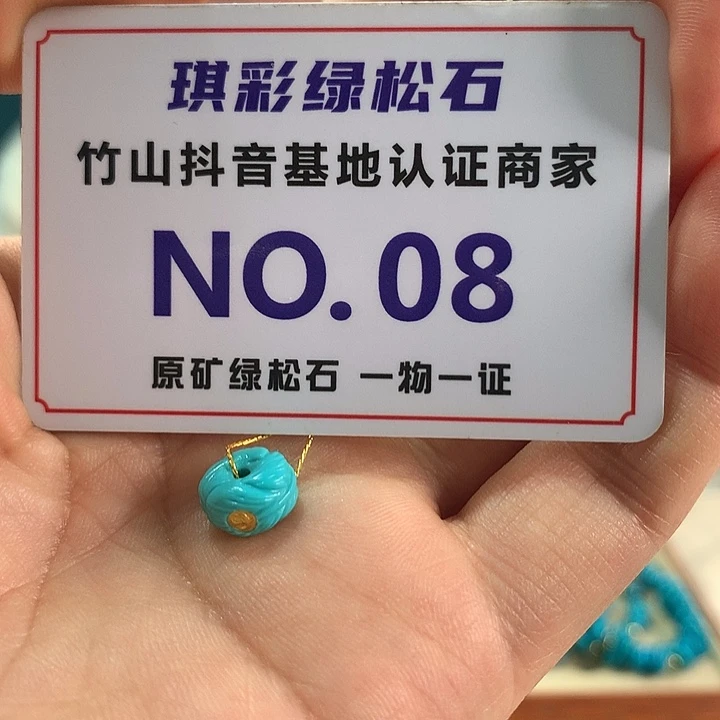 琪彩绿松石
竹山抖音基地认证商家
NO.08
原矿绿松石 一物一证